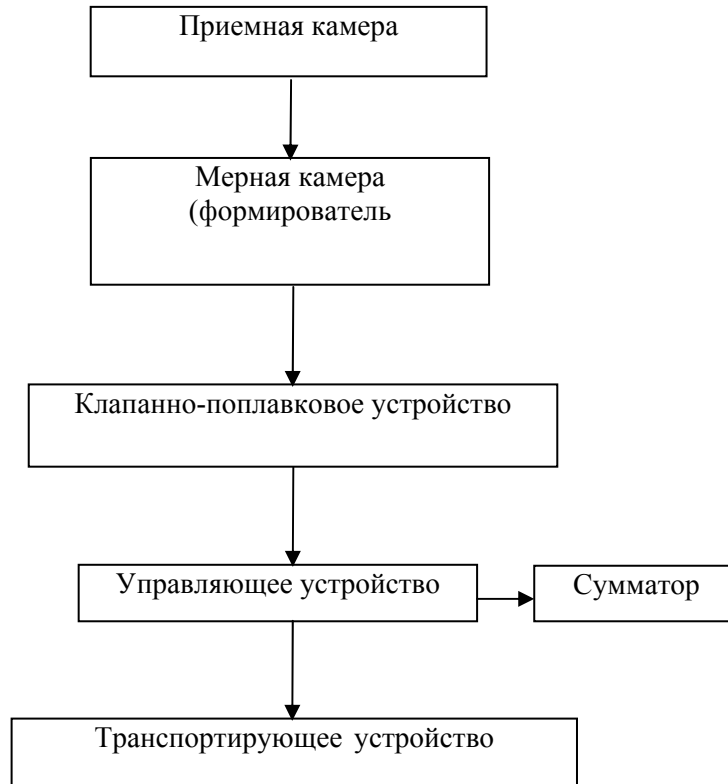 Приемная камера
Мерная камера
(формирователь
Клапанно-поплавковое устройство
Управляющее устройство
Сумматор
Транспортирующее устройство